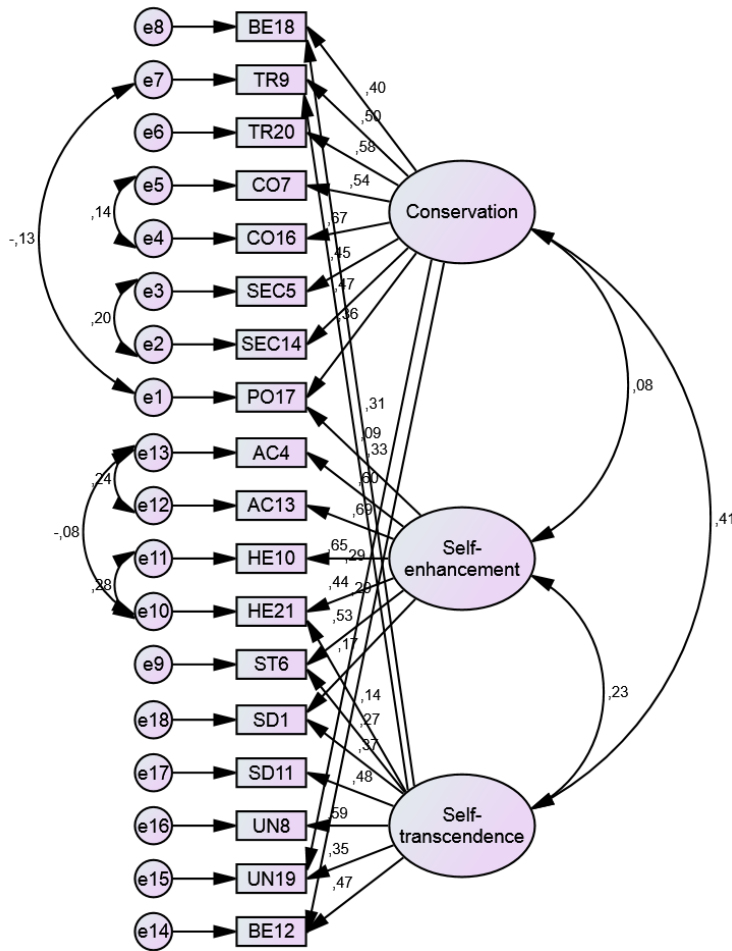 e8
BE18
e7
TR9
,40
,50
e6
TR20
,58
e5
CO7
,54
Conservation
,14
-,13
e4
CO16
,67
,45
e3
SEC5
,47
,20
,36
e2
SEC14
e1
PO17
,08
,31
,09
,33
e13
AC4
,24
,60
e12
AC13
,69
,41
-,08
,65
,29
e11
HE10
Self-
enhancement
,28
,44
e10
HE21
,53
,17
e9
ST6
,14
,23
,27
e18
SD1
,37
e17
SD11
,48
e16
UN8
,59
Self-
transcendence
,35
e15
UN19
,47
e14
BE12